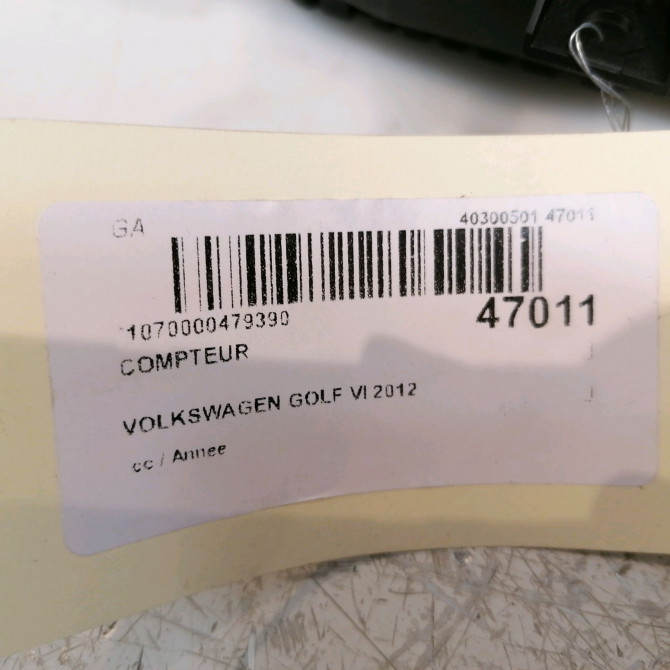 GA 40300501 47011
1070000479390 47011
COMPTEUR
VOLKSWAGEN GOLF VI 2012
cc / Annee